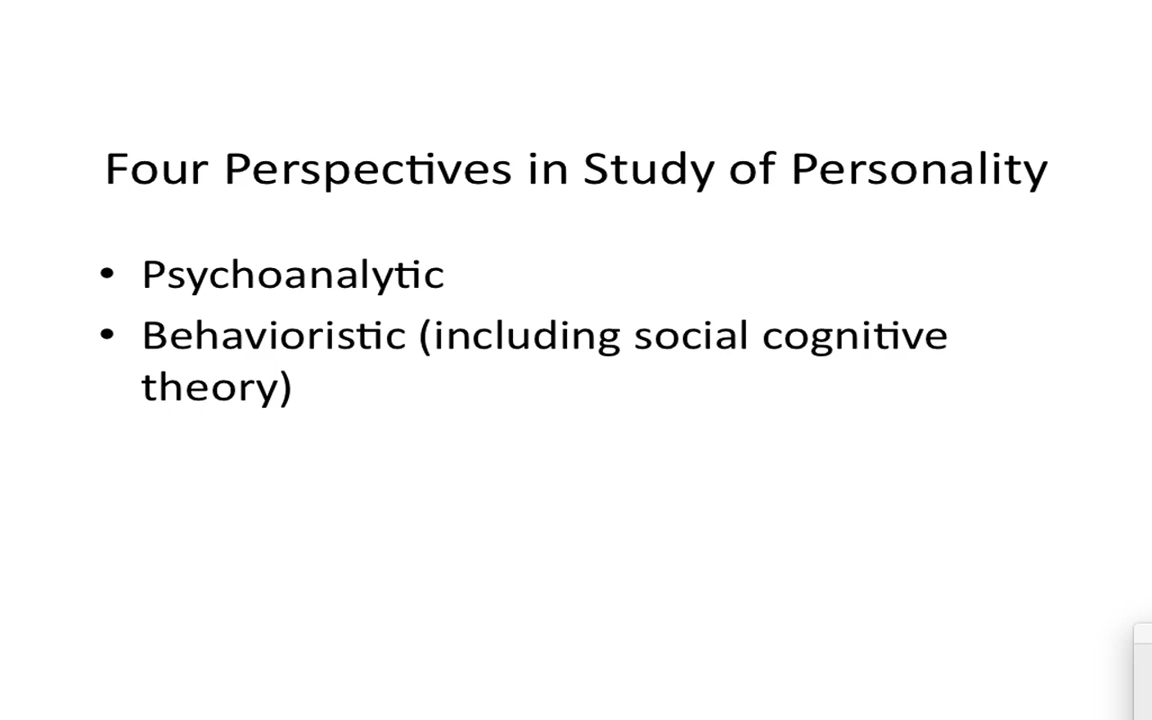 Four Perspectives in Study of Personality
• Psychoanalytic
• Behavioristic (including social cognitive
theory)